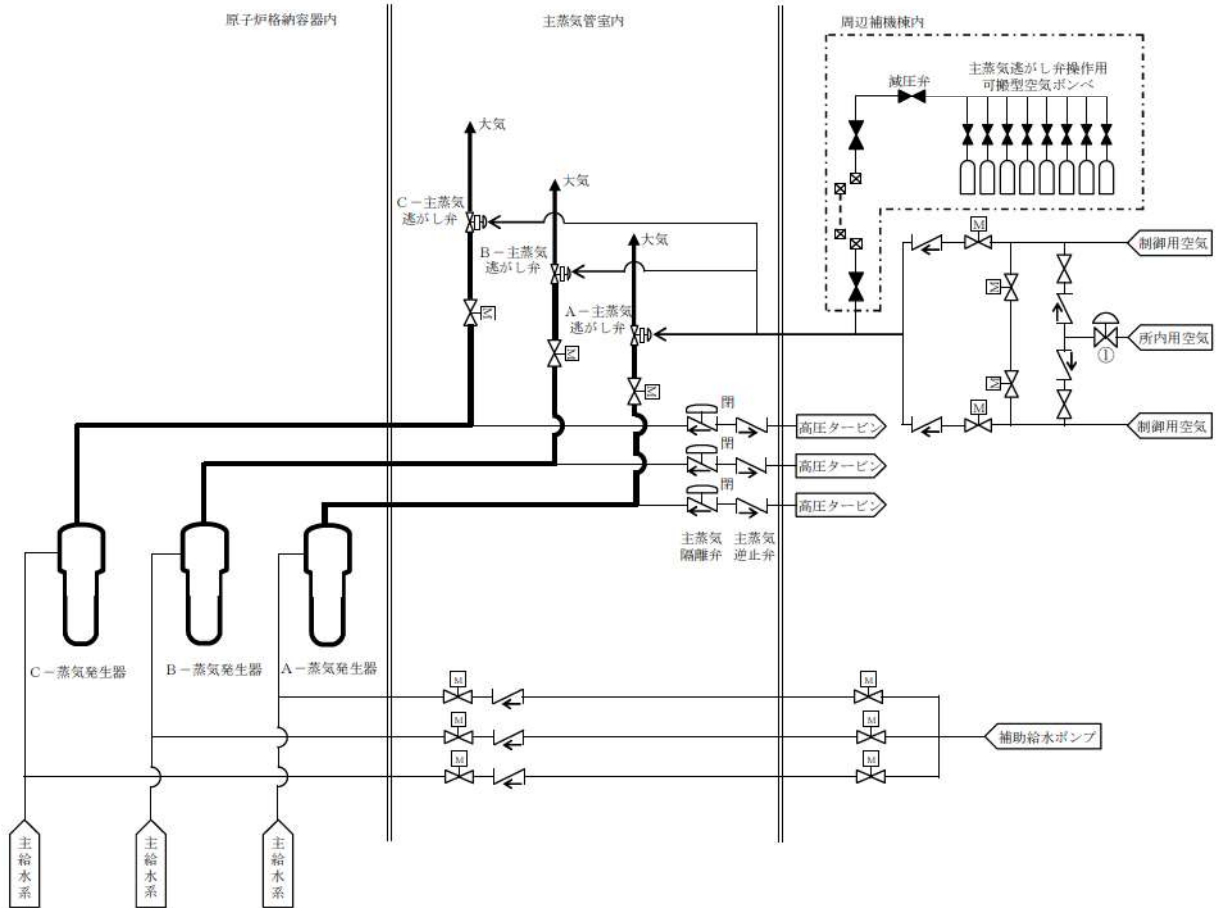 原子炉格納容器内
主蒸気管室内
周辺補機棟内
減圧弁
主蒸気逃がし弁操作用
可搬型空気ボンベ
大気
C-主蒸気
逃がし弁
大気
B-主蒸気
逃がし弁
大気
A-主蒸気
逃がし弁
M
制御用空気
M
所内用空気
①
M
M
制御用空気
M
M
M
閉
高圧タービン
閉
高圧タービン
閉
高圧タービン
主蒸気
隔離弁
主蒸気
逆止弁
C-蒸気発生器
B-蒸気発生器
A-蒸気発生器
M
M
M
M
補助給水ポンプ
M
M
主給水系
主給水系
主給水系